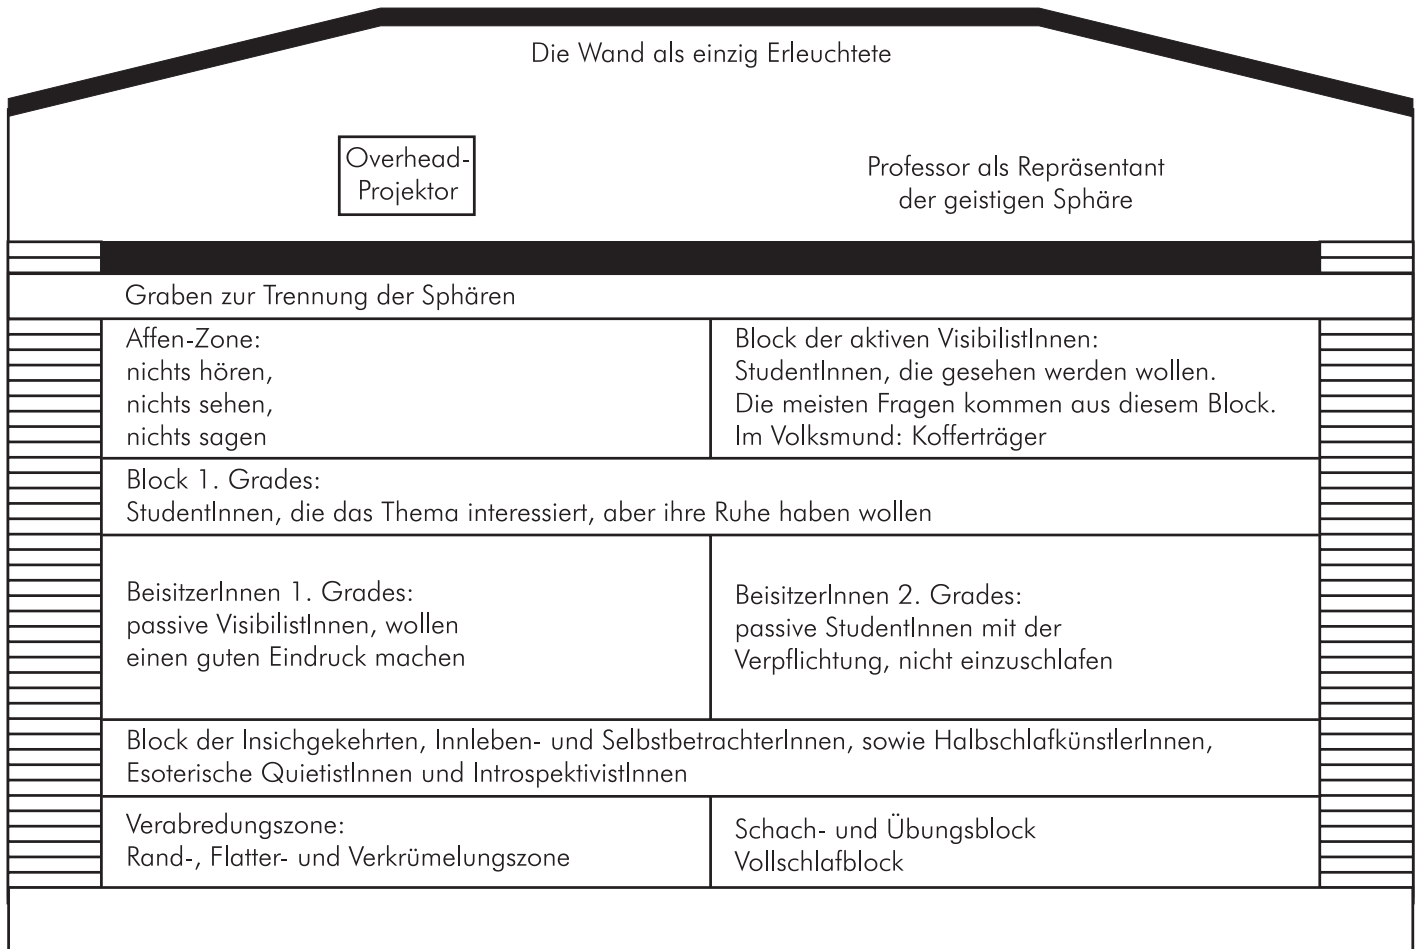 Die Wand als einzig Erleuchtete
Overhead-
Projektor
Professor als Repräsentant
der geistigen Sphäre
Graben zur Trennung der Sphären
Affen-Zone:
nichts hören,
nichts sehen,
nichts sagen
Block der aktiven VisibilistInnen:
StudentInnen, die gesehen werden wollen.
Die meisten Fragen kommen aus diesem Block.
Im Volksmund: Kofferträger
Block 1. Grades:
StudentInnen, die das Thema interessiert, aber ihre Ruhe haben wollen
BeisitzerInnen 1. Grades:
passive VisibilistInnen, wollen
einen guten Eindruck machen
BeisitzerInnen 2. Grades:
passive StudentInnen mit der
Verpflichtung, nicht einzuschlafen
Block der Insichgekehrten, Innleben- und SelbstbetrachterInnen, sowie HalbschlafkünstlerInnen,
Esoterische QuietistInnen und IntrospektivistInnen
Verabredungszone:
Rand-, Flatter- und Verkrümelungszone
Schach- und Übungsblock
Vollschlafblock